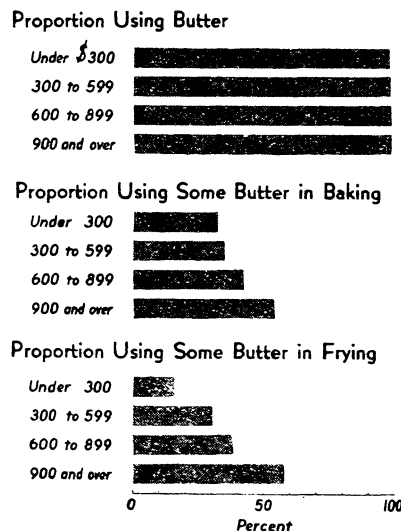 Proportion Using Butter
Under $300
300 to 599
600 to 899
900 and over
Proportion Using Some Butter in Baking
Under 300
300 to 599
600 to 899
900 and over
Proportion Using Some Butter in Frying
Under 300
300 to 599
600 to 899
900 and over
0 50 100
Percent